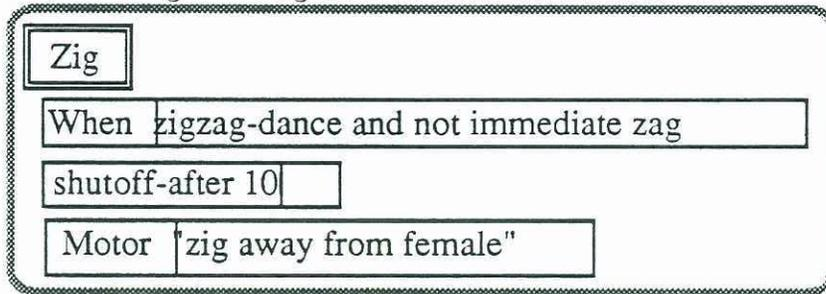 Zig
When zigzag-dance and not immediate zag
shutoff-after 10
Motor "zig away from female"